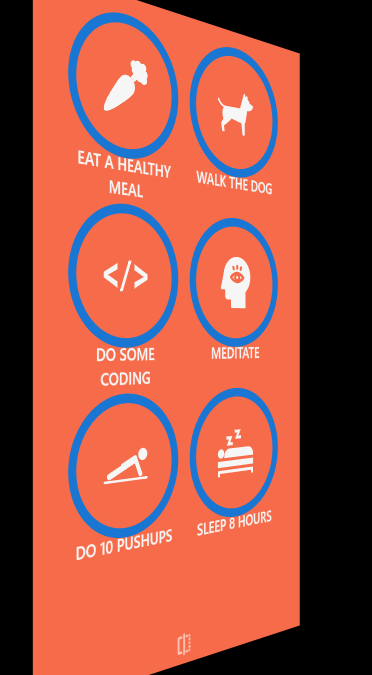 EAT A HEALTHY
MEAL
WALK THE DOG
</>
DO SOME
CODING
MEDITATE
z z
DO 10 PUSHUPS
SLEEP 8 HOURS